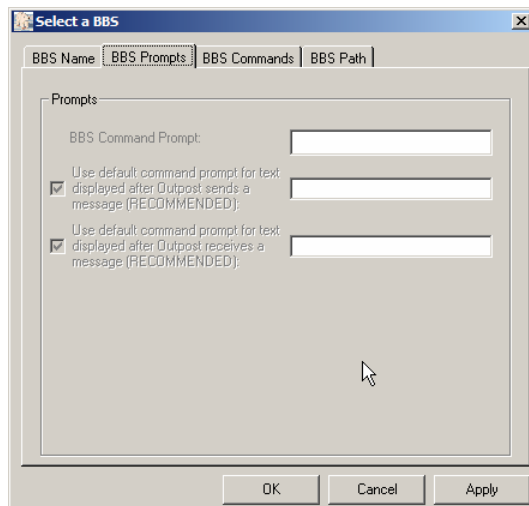 Select a BBS
BBS Name
BBS Prompts
BBS Commands
BBS Path
Prompts
BBS Command Prompt:
Use default command prompt for text
displayed after Outpost sends a
message (RECOMMENDED):
Use default command prompt for text
displayed after Outpost receives a
message (RECOMMENDED):
OK
Cancel
Apply